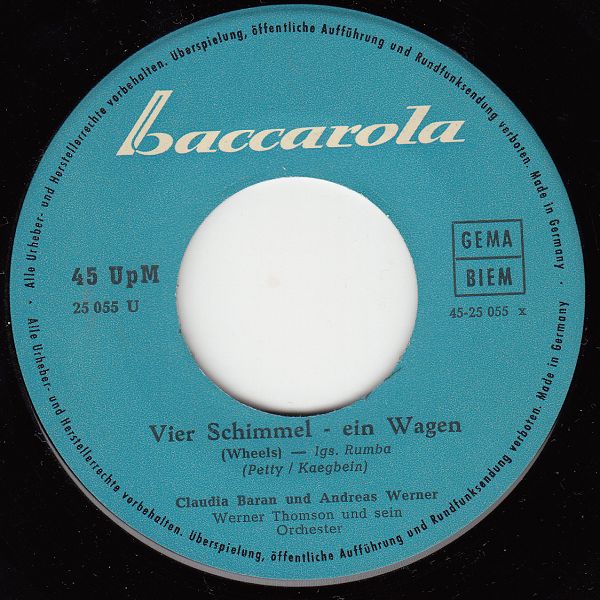 · Alle Urheber- und Herstellerrechte vorbehalten. Überspielung, öffentliche Aufführung und Rundfunksendung verboten. Made in Germany ·
baccarola
45 UpM
25 055 U
GEMA
BIEM
45-25 055 x
Vier Schimmel - ein Wagen
(Wheels) — lgs. Rumba
(Petty / Kaegbein)
Claudia Baran und Andreas Werner
Werner Thomson und sein
Orchester
Alle Urheber- und Herstellerrechte vorbehalten. Überspielung, öffentliche Aufführung und Rundfunksendung verboten. Made in Germany ·